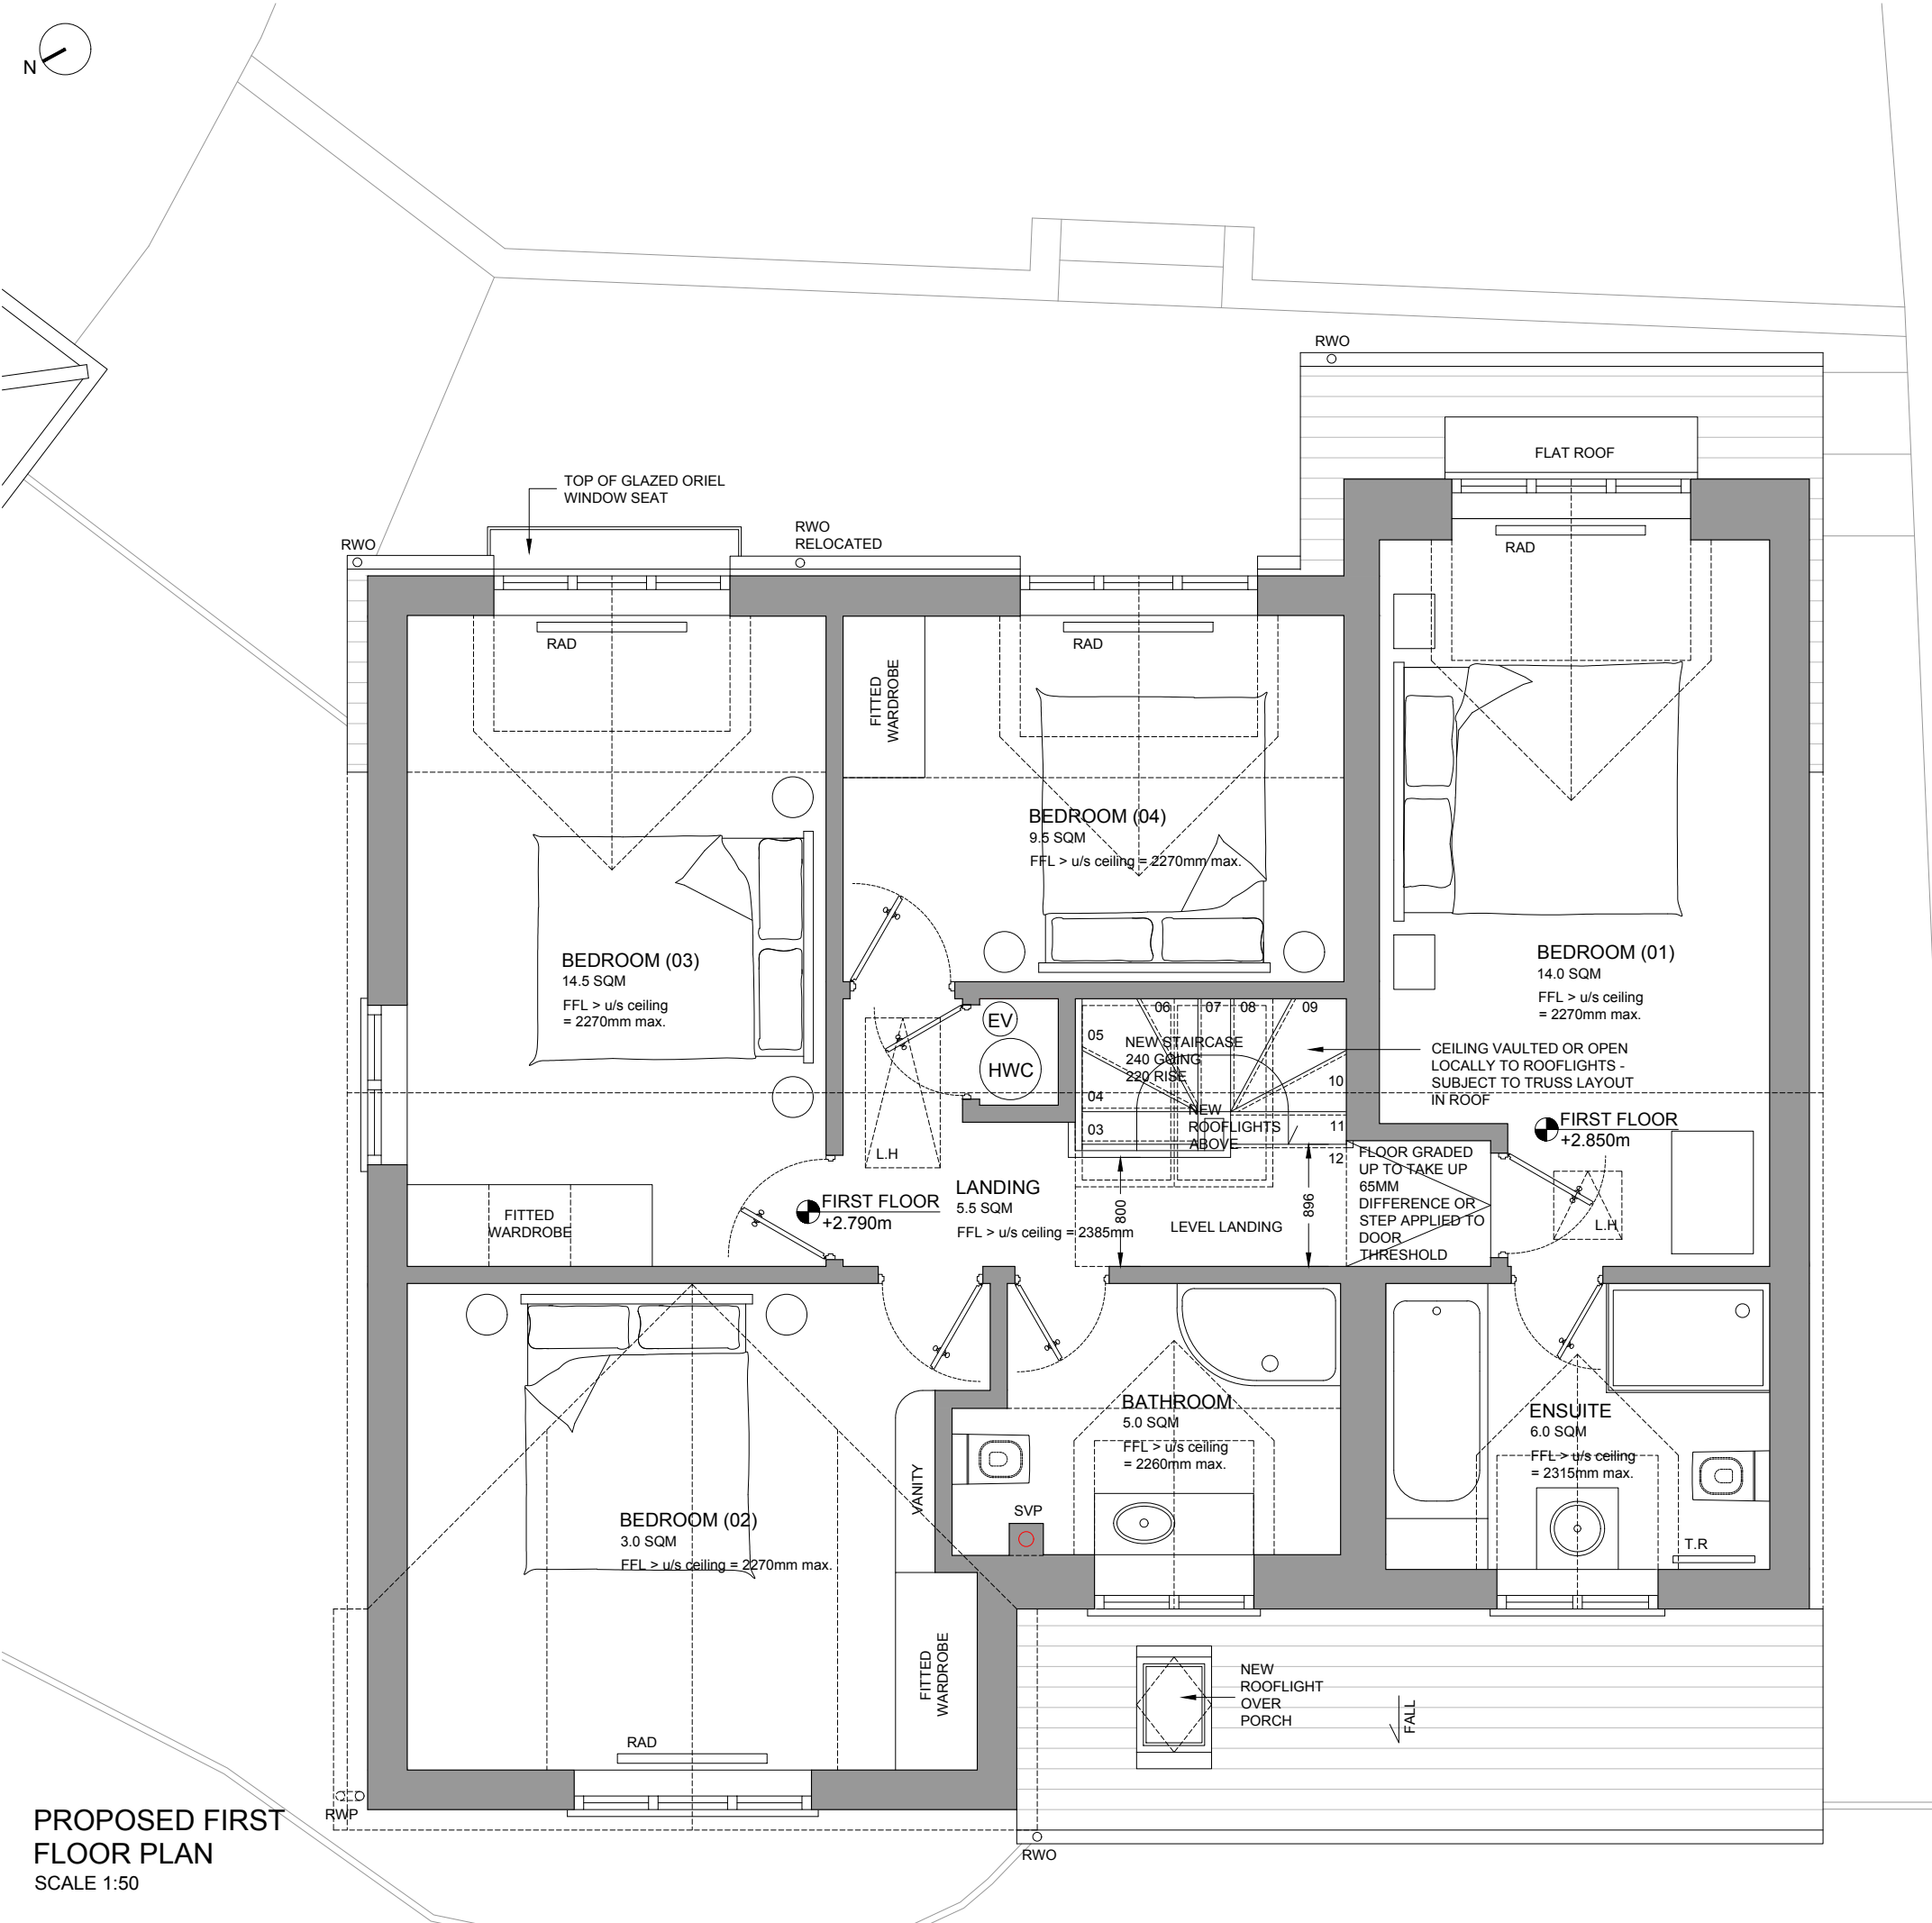 N
RWO
FLAT ROOF
TOP OF GLAZED ORIEL
WINDOW SEAT
RWO
RELOCATED
RWO
RAD
RAD
RAD
FITTED
WARDROBE
BEDROOM (04)
9.5 SQM
FFL > u/s ceiling = 2270mm max.
BEDROOM (03)
14.5 SQM
FFL > u/s ceiling
= 2270mm max.
BEDROOM (01)
14.0 SQM
FFL > u/s ceiling
= 2270mm max.
EV
HWC
06
07
08
09
05
NEW STAIRCASE
240 GOING
220 RISE
10
04
03
NEW
ROOFLIGHTS
ABOVE
11
12
CEILING VAULTED OR OPEN
LOCALLY TO ROOFLIGHTS -
SUBJECT TO TRUSS LAYOUT
IN ROOF
FIRST FLOOR
+2.850m
L.H
FLOOR GRADED
UP TO TAKE UP
65MM
DIFFERENCE OR
STEP APPLIED TO
DOOR
THRESHOLD
L.H
FITTED
WARDROBE
FIRST FLOOR
+2.790m
LANDING
5.5 SQM
FFL > u/s ceiling = 2385mm
800
LEVEL LANDING
896
BATHROOM
5.0 SQM
FFL > u/s ceiling
= 2260mm max.
ENSUITE
6.0 SQM
FFL > u/s ceiling
= 2315mm max.
VANITY
SVP
T.R
BEDROOM (02)
3.0 SQM
FFL > u/s ceiling = 2270mm max.
FITTED
WARDROBE
NEW
ROOFLIGHT
OVER
PORCH
FALL
RAD
RWP
RWO
PROPOSED FIRST
FLOOR PLAN
SCALE 1:50